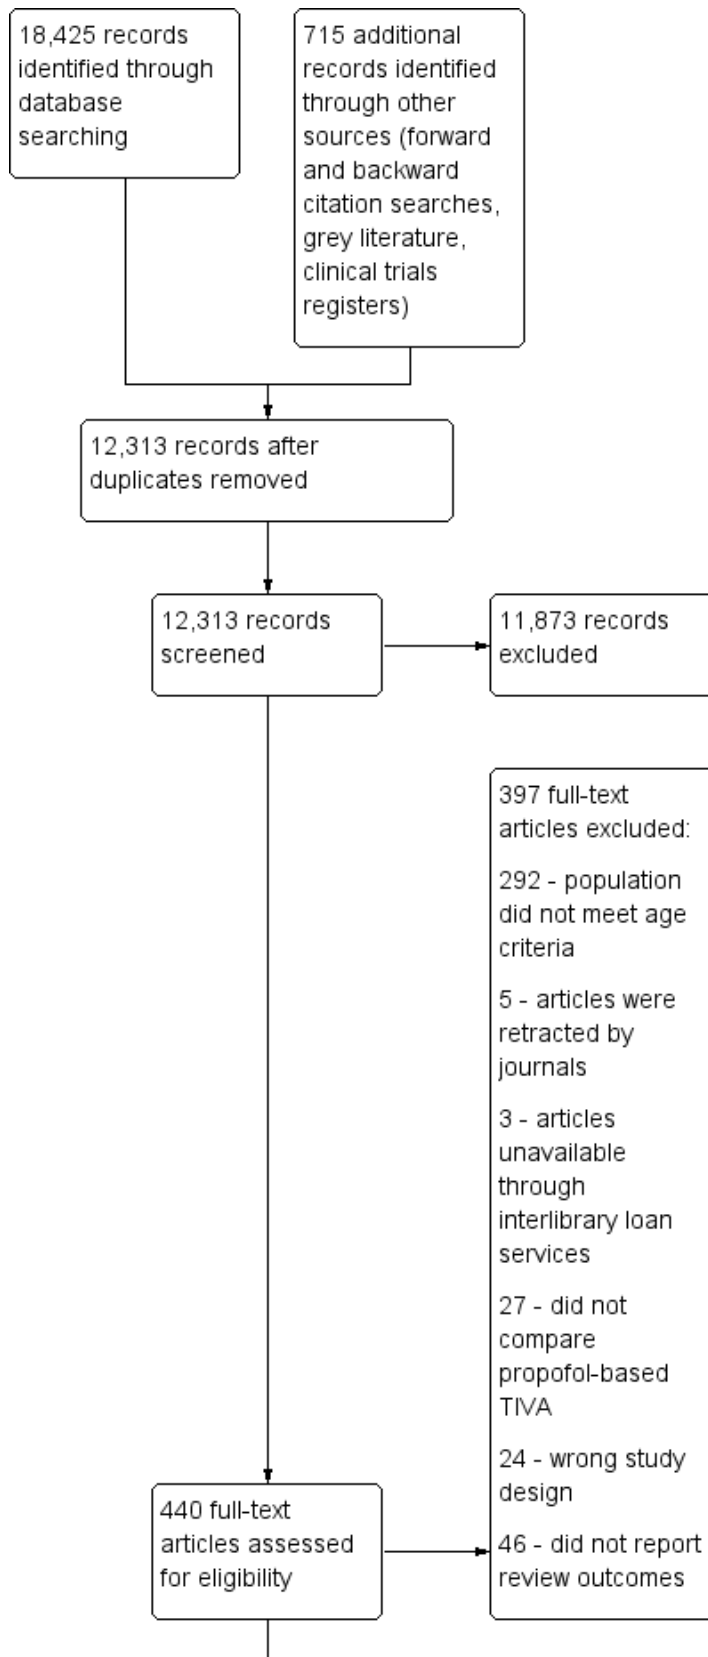 18,425 records
identified through
database
searching
715 additional
records identified
through other
sources (forward
and backward
citation searches,
grey literature,
clinical trials
registers)
12,313 records after
duplicates removed
12,313 records
screened
11,873 records
excluded
397 full-text
articles excluded:
292 - population
did not meet age
criteria
5 - articles were
retracted by
journals
3 - articles
unavailable
through
interlibrary loan
services
27 - did not
compare
propofol-based
TIVA
24 - wrong study
design
46 - did not report
review outcomes
440 full-text
articles assessed
for eligibility